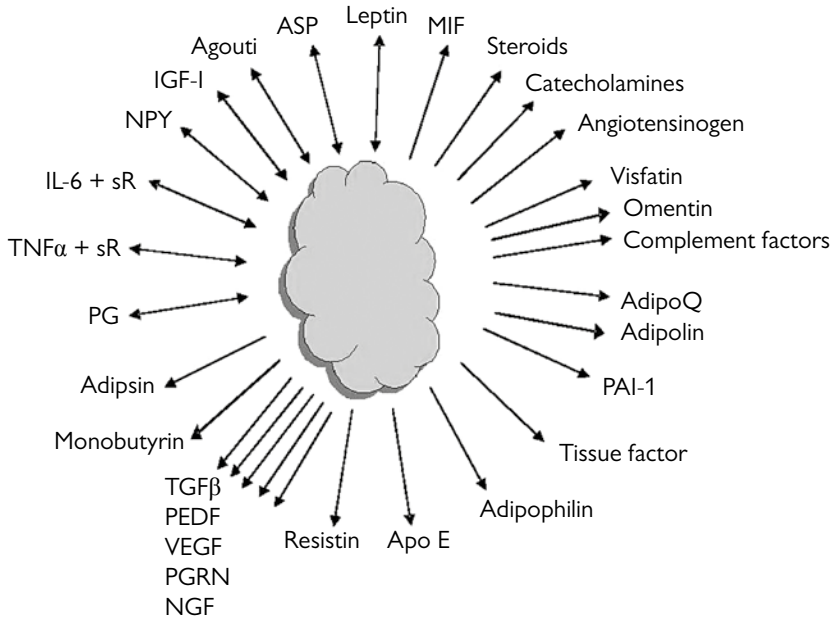 Leptin
ASP
MIF
Agouti
Steroids
IGF-I
Catecholamines
NPY
Angiotensinogen
IL-6 + sR
Visfatin
Omentin
TNFα + sR
Complement factors
PG
AdipoQ
Adipolin
Adipsin
PAI-1
Monobutyrin
Tissue factor
TGFβ
PEDF
VEGF
PGRN
NGF
Resistin
Apo E
Adipophilin